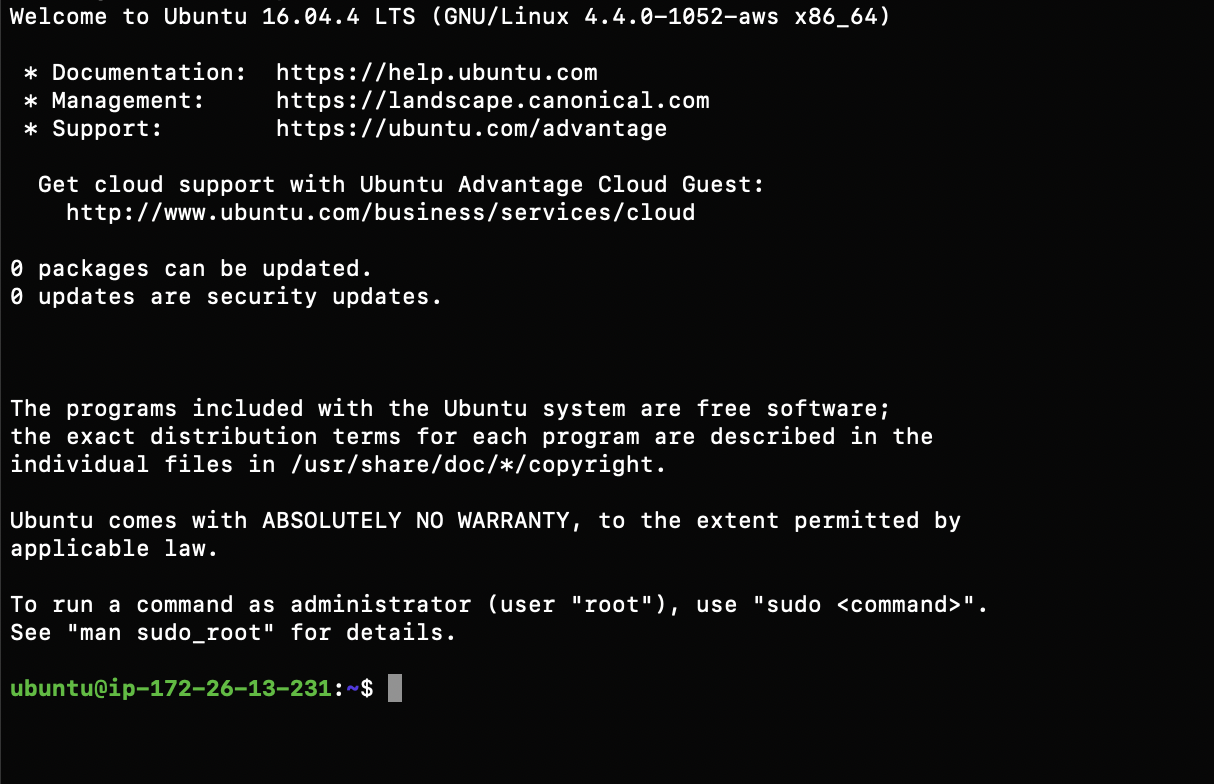 Welcome to Ubuntu 16.04.4 LTS (GNU/Linux 4.4.0-1052-aws x86_64)
* Documentation:  https://help.ubuntu.com
* Management:     https://landscape.canonical.com
* Support:        https://ubuntu.com/advantage
Get cloud support with Ubuntu Advantage Cloud Guest:
http://www.ubuntu.com/business/services/cloud
0 packages can be updated.
0 updates are security updates.
The programs included with the Ubuntu system are free software;
the exact distribution terms for each program are described in the
individual files in /usr/share/doc/*/copyright.
Ubuntu comes with ABSOLUTELY NO WARRANTY, to the extent permitted by
applicable law.
To run a command as administrator (user "root"), use "sudo <command>".
See "man sudo_root" for details.
ubuntu@ip-172-26-13-231:~$